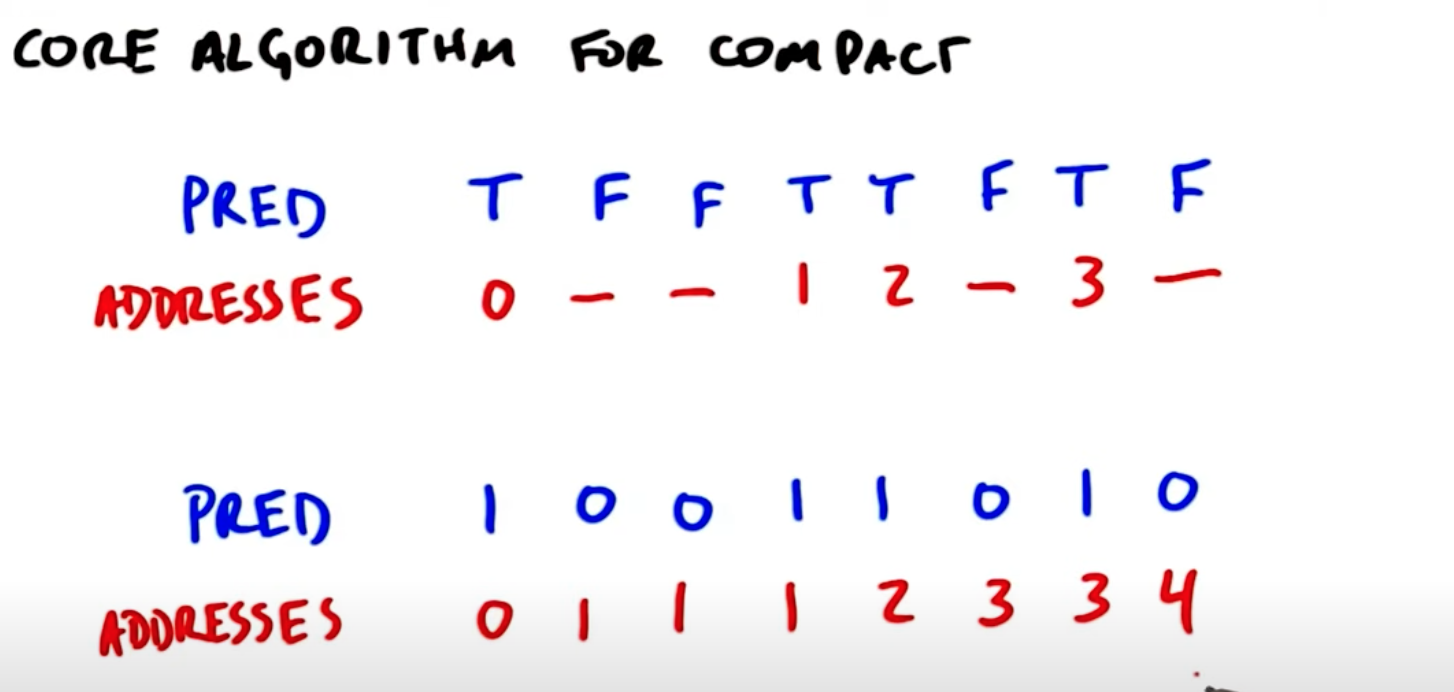 CORE ALGORITHM FOR COMPACT
PRED T F F T T F T F
ADDRESSES 0 – – 1 2 – 3 –
PRED 1 0 0 1 1 0 1 0
ADDRESSES 0 1 1 1 2 3 3 4